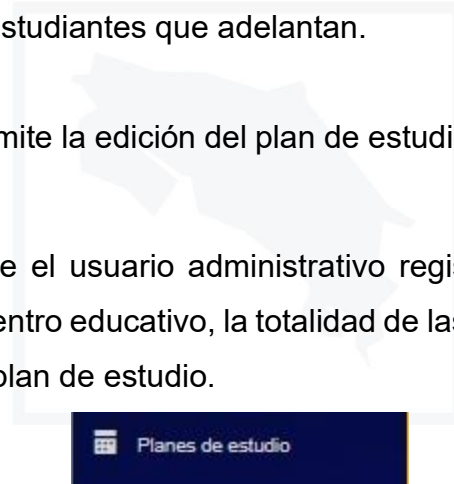 studiantes que adelantan.
mite la edición del plan de estudi
e el usuario administrativo regis
entro educativo, la totalidad de las
plan de estudio.
Planes de estudio